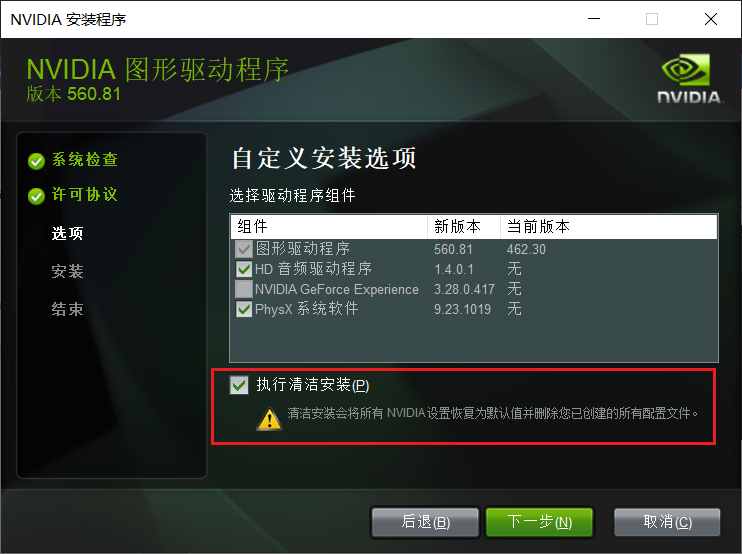 NVIDIA 安装程序
NVIDIA 图形驱动程序
版本 560.81
NVIDIA.
系统检查
许可协议
选项
安装
结束
自定义安装选项
选择驱动程序组件
组件 新版本 当前版本
图形驱动程序 560.81 462.30
HD 音频驱动程序 1.4.0.1 无
NVIDIA GeForce Experience 3.28.0.417 无
PhysX 系统软件 9.23.1019 无
执行清洁安装(P)
清洁安装会将所有 NVIDIA 设置恢复为默认值并删除您已创建的所有配置文件。
后退(B) 下一步(N) 取消(C)